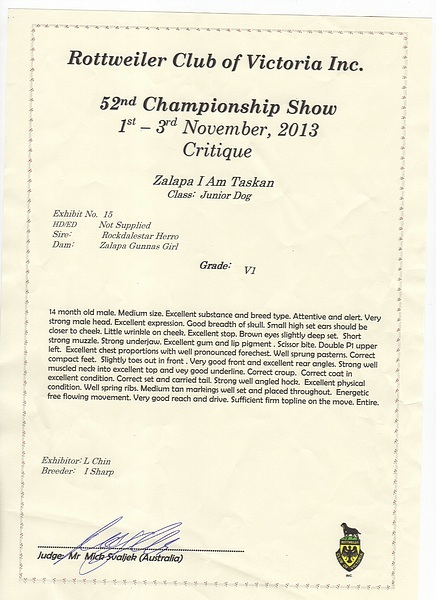 Rottweiler Club of Victoria Inc.
52nd Championship Show
1st – 3rd November, 2013
Critique
Zalapa I Am Taskan
Class: Junior Dog
Exhibit No. 15
HD/ED Not Supplied
Sire: Rockdalestar Herro
Dam: Zalapa Gunnas Girl
Grade: V1
14 month old male. Medium size. Excellent substance and breed type. Attentive and alert. Very
strong male head. Excellent expression. Good breadth of skull. Small high set ears should be
closer to cheek. Little wrinkle on cheek. Excellent stop. Brown eyes slightly deep set. Short
strong muzzle. Strong underjaw. Excellent gum and lip pigment . Scissor bite. Double P1 upper
left. Excellent chest proportions with well pronounced forechest. Well sprung pasterns. Correct
compact feet. Slightly toes out in front . Very good front and excellent rear angles. Strong well
muscled neck into excellent top and vey good underline. Correct croup. Correct coat in
excellent condition. Correct set and carried tail. Strong well angled hock. Excellent physical
condition. Well spring ribs. Medium tan markings well set and placed throughout. Energetic
free flowing movement. Very good reach and drive. Sufficient firm topline on the move. Entire.
Exhibitor: L Chin
Breeder: I Sharp
Judge: Mr Mick Svaljek (Australia)
ROTTWEILER
INC